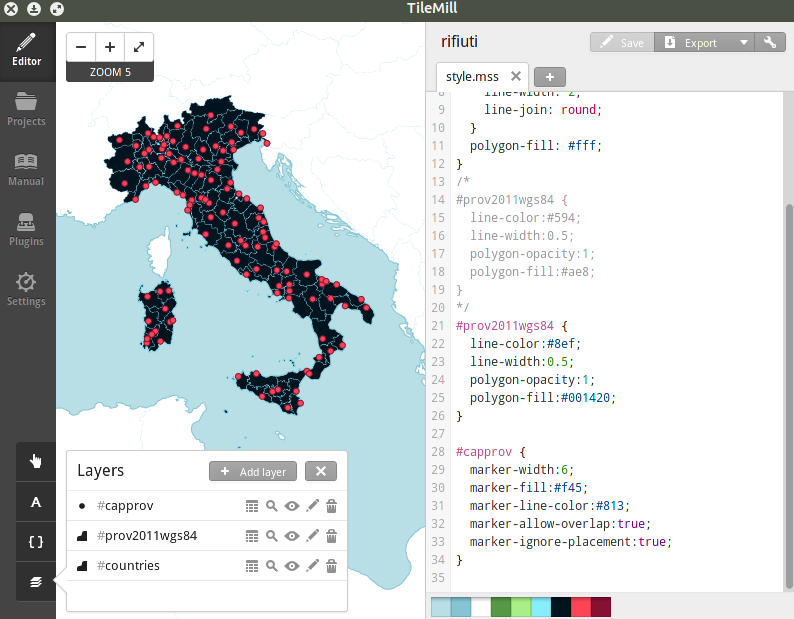 TileMill
Editor
Projects
Manual
Plugins
Settings
ZOOM 5
Layers
Add layer
#capprov
#prov2011wgs84
#countries
rifiuti
Save
Export
style.mss
8 line-width: 2;
9 line-join: round;
10 }
11 polygon-fill: #fff;
12 }
13 /*
14 #prov2011wgs84 {
15 line-color:#594;
16 line-width:0.5;
17 polygon-opacity:1;
18 polygon-fill:#ae8;
19 }
20 */
21 #prov2011wgs84 {
22 line-color:#8ef;
23 line-width:0.5;
24 polygon-opacity:1;
25 polygon-fill:#001420;
26 }
27
28 #capprov {
29 marker-width:6;
30 marker-fill:#f45;
31 marker-line-color:#813;
32 marker-allow-overlap:true;
33 marker-ignore-placement:true;
34 }
35